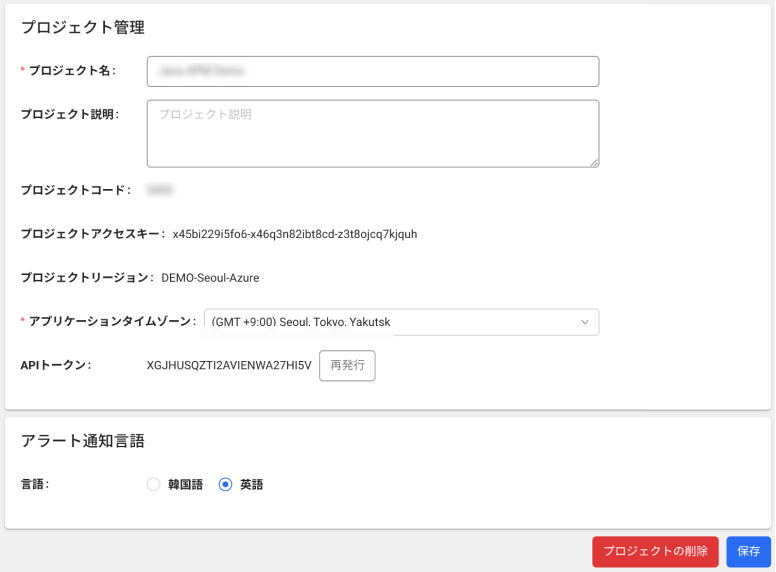 プロジェクト管理
* プロジェクト名 :
プロジェクト説明 : プロジェクト説明
プロジェクトコード :
プロジェクトアクセスキー : x45bi229i5fo6-x46q3n82ibt8cd-z3t8ojcq7kjquh
プロジェクトリージョン : DEMO-Seoul-Azure
* アプリケーションタイムゾーン : (GMT +9:00) Seoul, Tokyo, Yakutsk
APIトークン : XGJHUSQZTI2AVIENWA27HI5V 再発行
アラート通知言語
言語 : 韓国語 英語
プロジェクトの削除 保存